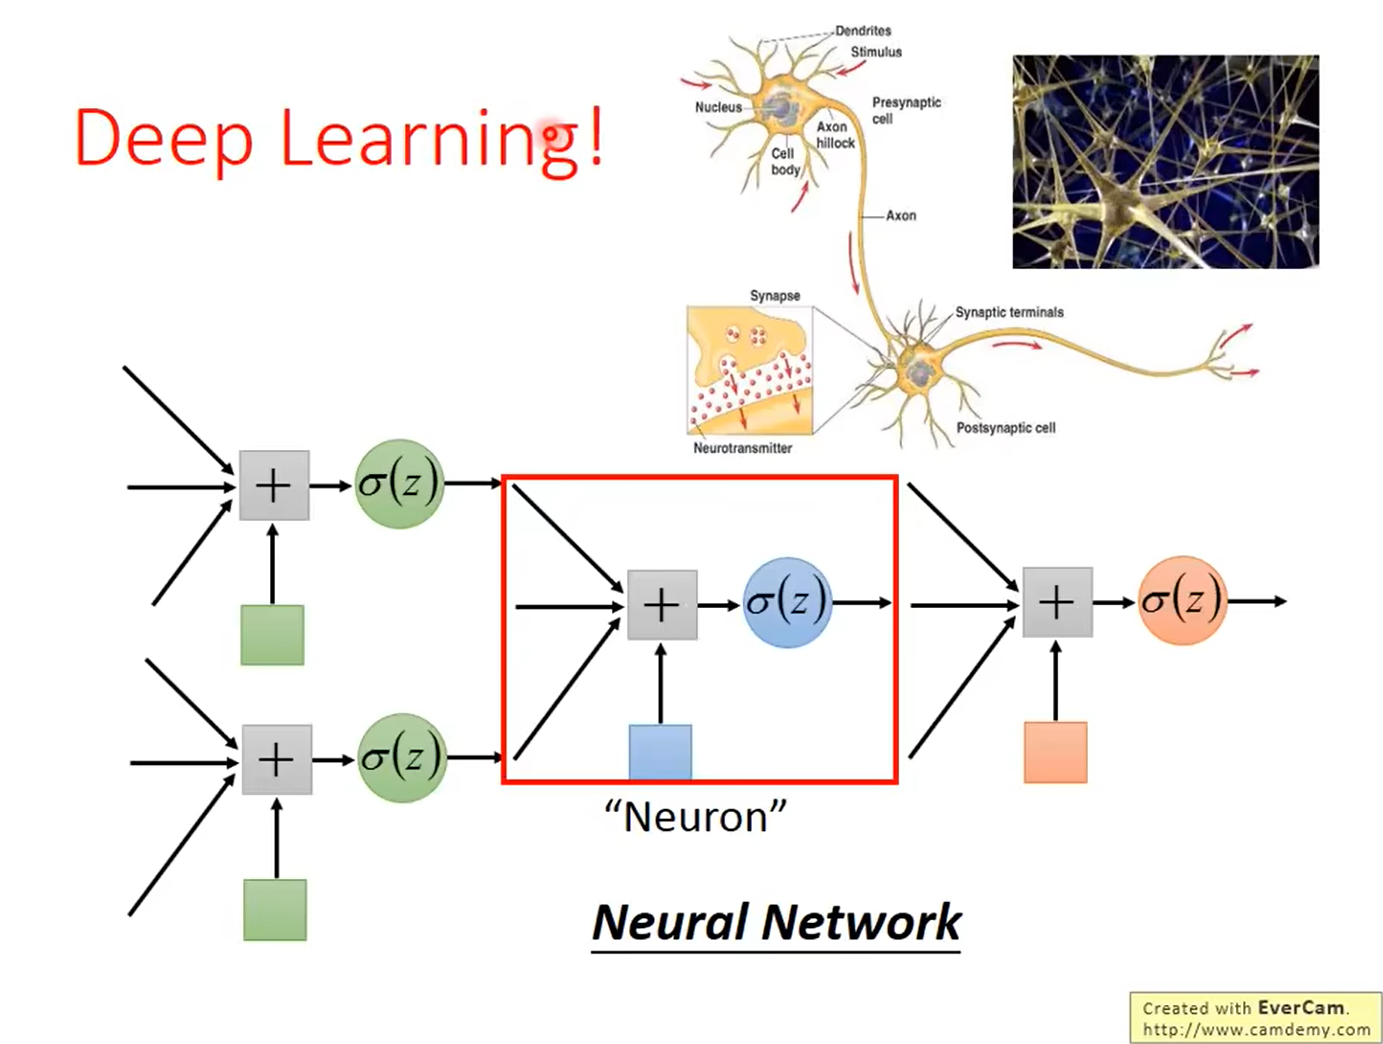 Deep Learning!
Dendrites
Stimulus
Nucleus
Presynaptic
cell
Axon
hillock
Cell
body
Axon
Synapse
Synaptic terminals
Neurotransmitter
Postsynaptic cell
+
σ(z)
+
σ(z)
+
σ(z)
+
σ(z)
“Neuron”
Neural Network
Created with EverCam.
http://www.camdemy.com